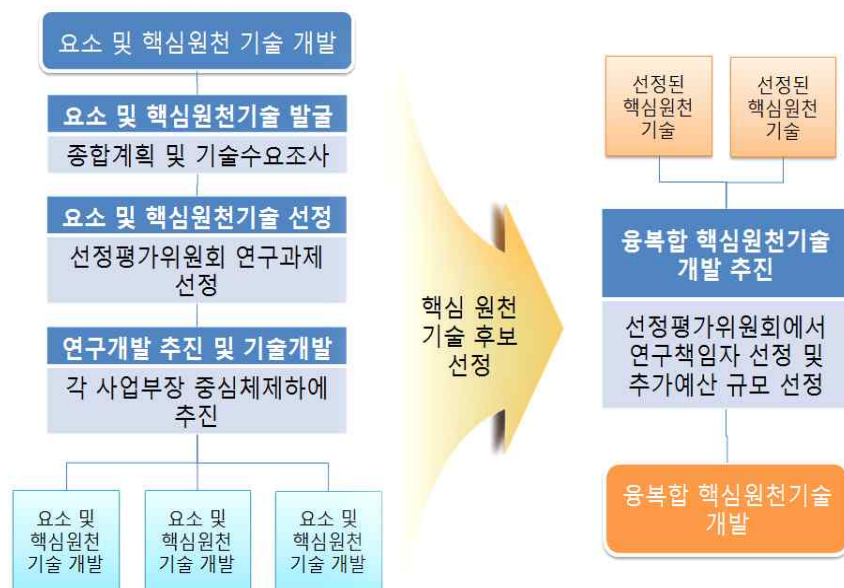 요소 및 핵심원천 기술 개발
요소 및 핵심원천기술 발굴
종합계획 및 기술수요조사
요소 및 핵심원천기술 선정
선정평가위원회 연구과제
선정
연구개발 추진 및 기술개발
각 사업부장 중심체제하에
추진
요소 및
핵심원천
기술 개발
요소 및
핵심원천
기술 개발
요소 및
핵심원천
기술 개발
핵심 원천
기술 후보
선정
선정된
핵심원천
기술
선정된
핵심원천
기술
융복합 핵심원천기술
개발 추진
선정평가위원회에서
연구책임자 선정 및
추가예산 규모 선정
융복합 핵심원천기술
개발